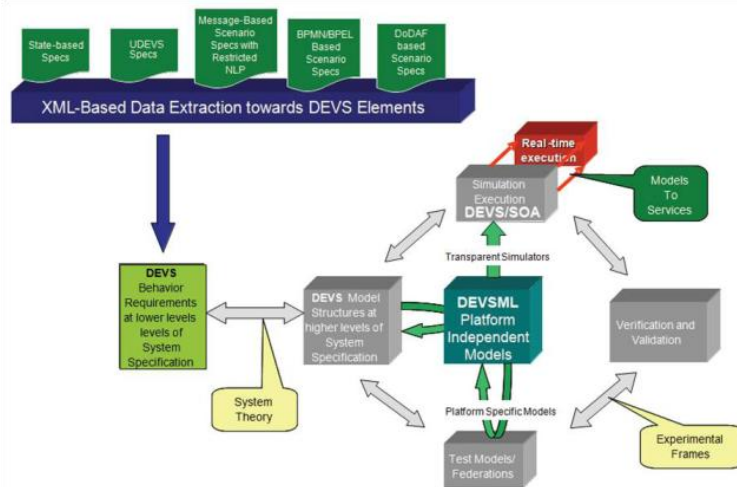 State-based
Specs
UDEVS
Specs
Message-Based
Scenario
Specs with
Restricted
NLP
BPMN/BPEL
Based
Scenario
Specs
DoDAF
based
Scenario
Specs
XML-Based Data Extraction towards DEVS Elements
Real-time
execution
Simulation
Execution
DEVS/SOA
Models
To
Services
Transparent Simulators
DEVS
Behavior
Requirements
at lower levels
levels of
System
Specification
DEVS Model
Structures at
higher levels of
System
Specification
DEVSML
Platform
Independent
Models
Verification and
Validation
System
Theory
Platform Specific Models
Test Models/
Federations
Experimental
Frames